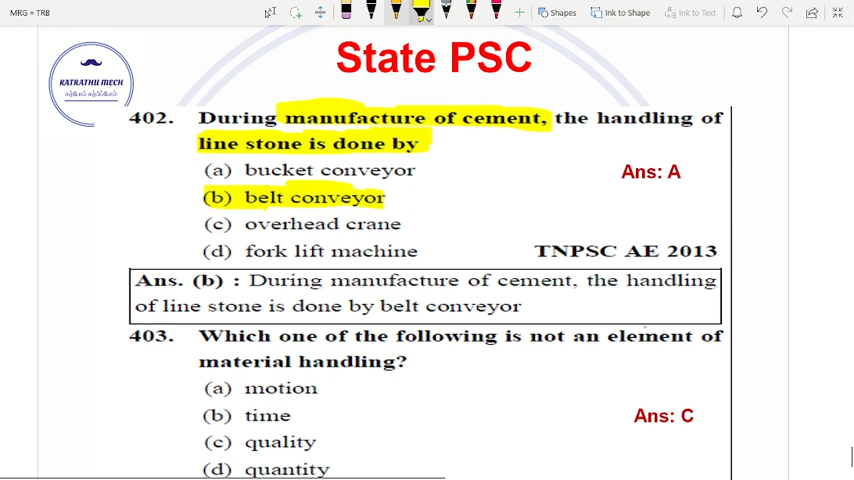 MRG » TRB
Shapes
Ink to Shape
Ink to Text
State PSC
KATRATHU MECH
கற்போம் கற்பிப்போம்
402. During manufacture of cement, the handling of
line stone is done by
(a) bucket conveyor
Ans: A
(b) belt conveyor
(c) overhead crane
(d) fork lift machine TNPSC AE 2013
Ans. (b) : During manufacture of cement, the handling
of line stone is done by belt conveyor
403. Which one of the following is not an element of
material handling?
(a) motion
(b) time
Ans: C
(c) quality
(d) quantity